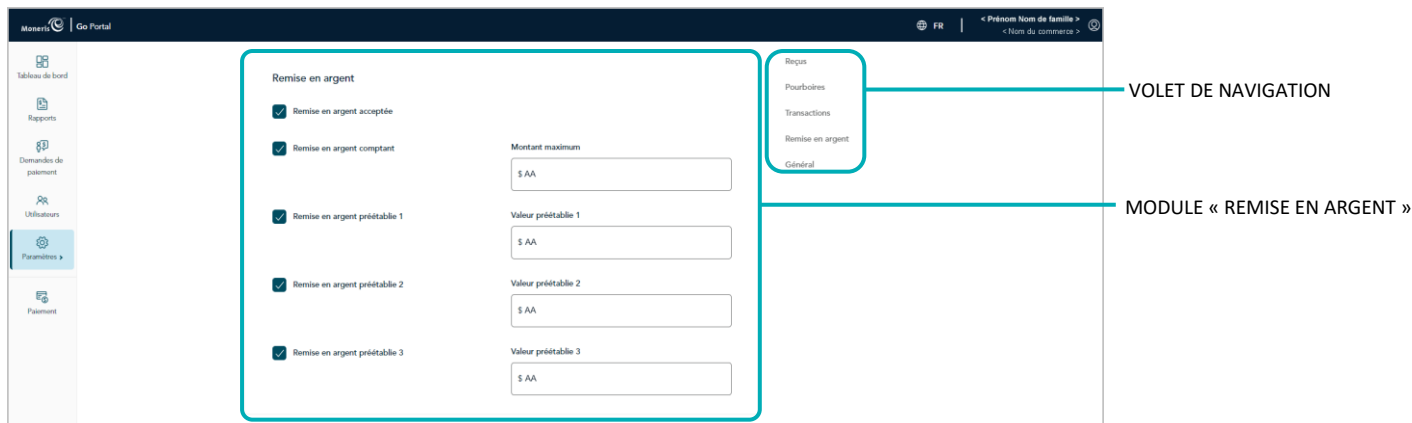 Moneris Go Portal
FR
< Prénom Nom de famille >
< Nom du commerce >
Tableau de bord
Rapports
Demandes de
paiement
Utilisateurs
Paramètres
Paiement
Remise en argent
Remise en argent acceptée
Remise en argent comptant
Montant maximum
$ AA
Remise en argent préétablie 1
Valeur préétablie 1
$ AA
Remise en argent préétablie 2
Valeur préétablie 2
$ AA
Remise en argent préétablie 3
Valeur préétablie 3
$ AA
Reçus
Pourboires
Transactions
Remise en argent
Général
VOLET DE NAVIGATION
MODULE « REMISE EN ARGENT »